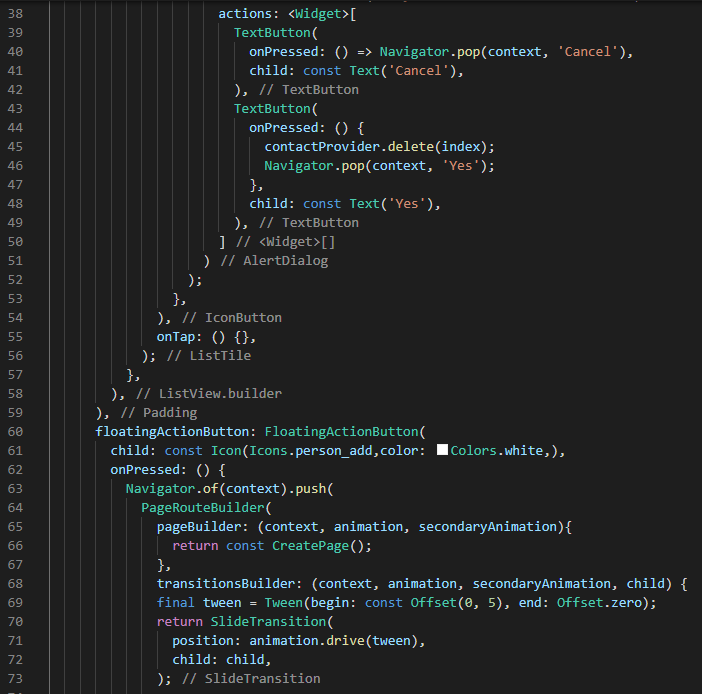 38 actions: <Widget>[
39 TextButton(
40 onPressed: () => Navigator.pop(context, 'Cancel'),
41 child: const Text('Cancel'),
42 ), // TextButton
43 TextButton(
44 onPressed: () {
45 contactProvider.delete(index);
46 Navigator.pop(context, 'Yes');
47 },
48 child: const Text('Yes'),
49 ), // TextButton
50 ] // <Widget>[]
51 ) // AlertDialog
52 );
53 },
54 ), // IconButton
55 onTap: () {},
56 ); // ListTile
57 },
58 ), // ListView.builder
59 ), // Padding
60 floatingActionButton: FloatingActionButton(
61 child: const Icon(Icons.person_add,color: Colors.white,),
62 onPressed: () {
63 Navigator.of(context).push(
64 PageRouteBuilder(
65 pageBuilder: (context, animation, secondaryAnimation){
66 return const CreatePage();
67 },
68 transitionsBuilder: (context, animation, secondaryAnimation, child) {
69 final tween = Tween(begin: const Offset(0, 5), end: Offset.zero);
70 return SlideTransition(
71 position: animation.drive(tween),
72 child: child,
73 ); // SlideTransition